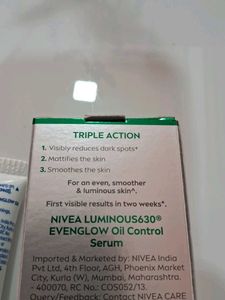 TRIPLE ACTION
1. Visibly reduces dark spots*
2. Mattifies the skin
3. Smoothes the skin
For an even, smoother
& luminous skin^.
First visible results in two weeks*.
NIVEA LUMINOUS630®
EVENGLOW Oil Control
Serum
Imported & Marketed by: NIVEA India
Pvt Ltd, 4th Floor, AGH, Phoenix Market
City, Kurla (W), Mumbai, Maharashtra.
- 400070, RC No.: COS052/13.
Query/Feedback: Contact NIVEA CARE